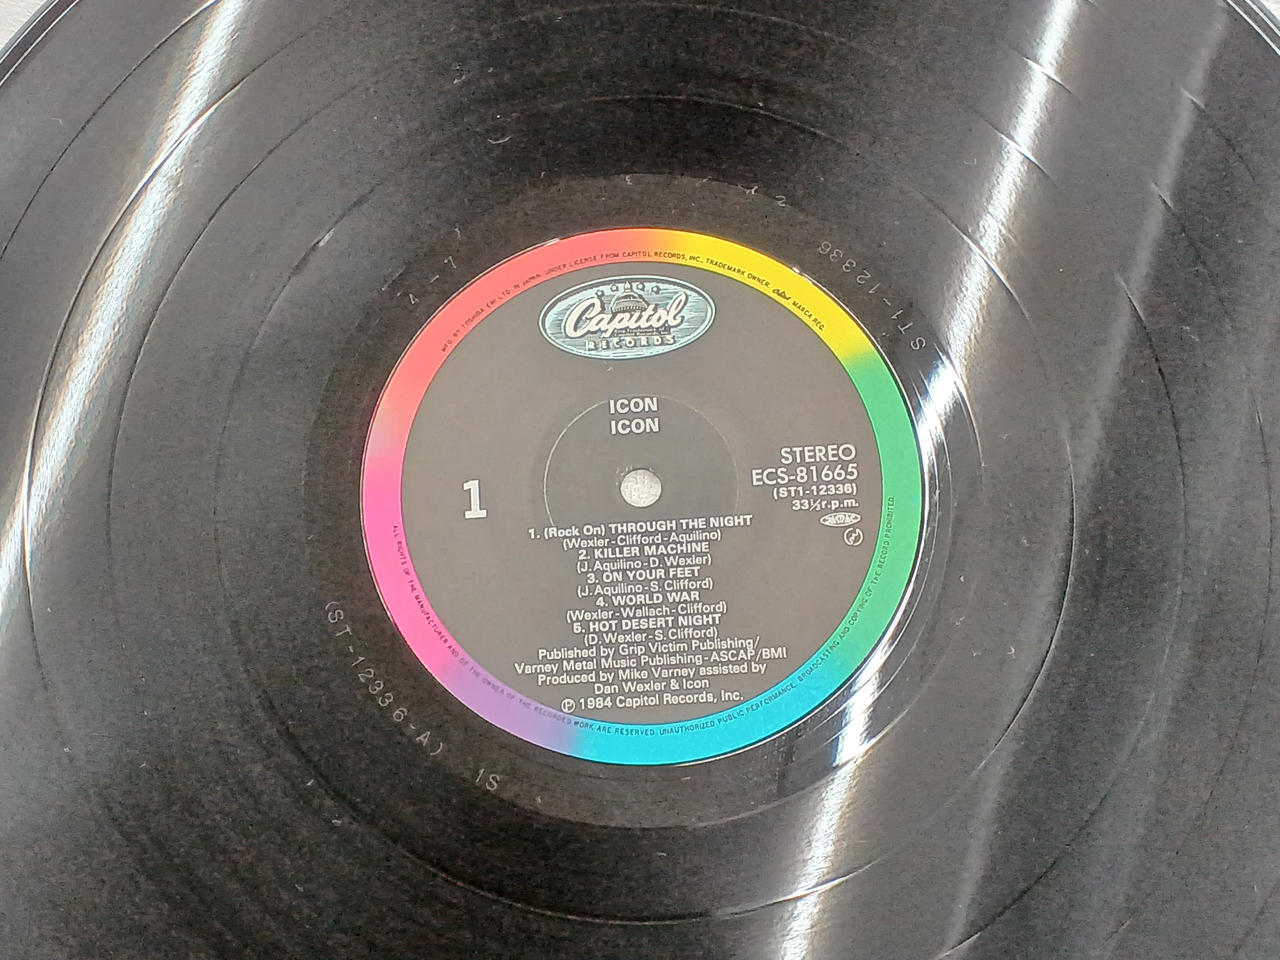 MFD. BY TOSHIBA EMI LTD. IN JAPAN. UNDER LICENSE FROM CAPITOL RECORDS, INC., TRADEMARK OWNER. Capitol MARCA REG.
Capitol
RECORDS
ICON
ICON
STEREO
ECS-81665
(ST1-12336)
33⅓r.p.m.
1
1. (Rock On) THROUGH THE NIGHT
(Wexler-Clifford-Aquilino)
2. KILLER MACHINE
(J. Aquilino-D. Wexler)
3. ON YOUR FEET
(J. Aquilino-S. Clifford)
4. WORLD WAR
(Wexler-Wallach-Clifford)
5. HOT DESERT NIGHT
(D. Wexler-S. Clifford)
Published by Grip Victim Publishing/
Varney Metal Music Publishing-ASCAP/BMI
Produced by Mike Varney assisted by
Dan Wexler & Icon
Ⓟ 1984 Capitol Records, Inc.
ALL RIGHTS OF THE MANUFACTURER AND OF THE OWNER OF THE RECORDED WORK ARE RESERVED. UNAUTHORIZED PUBLIC PERFORMANCE, BROADCASTING AND COPYING OF THE RECORD PROHIBITED.
ST1-12336
(ST-12336-A) 1S